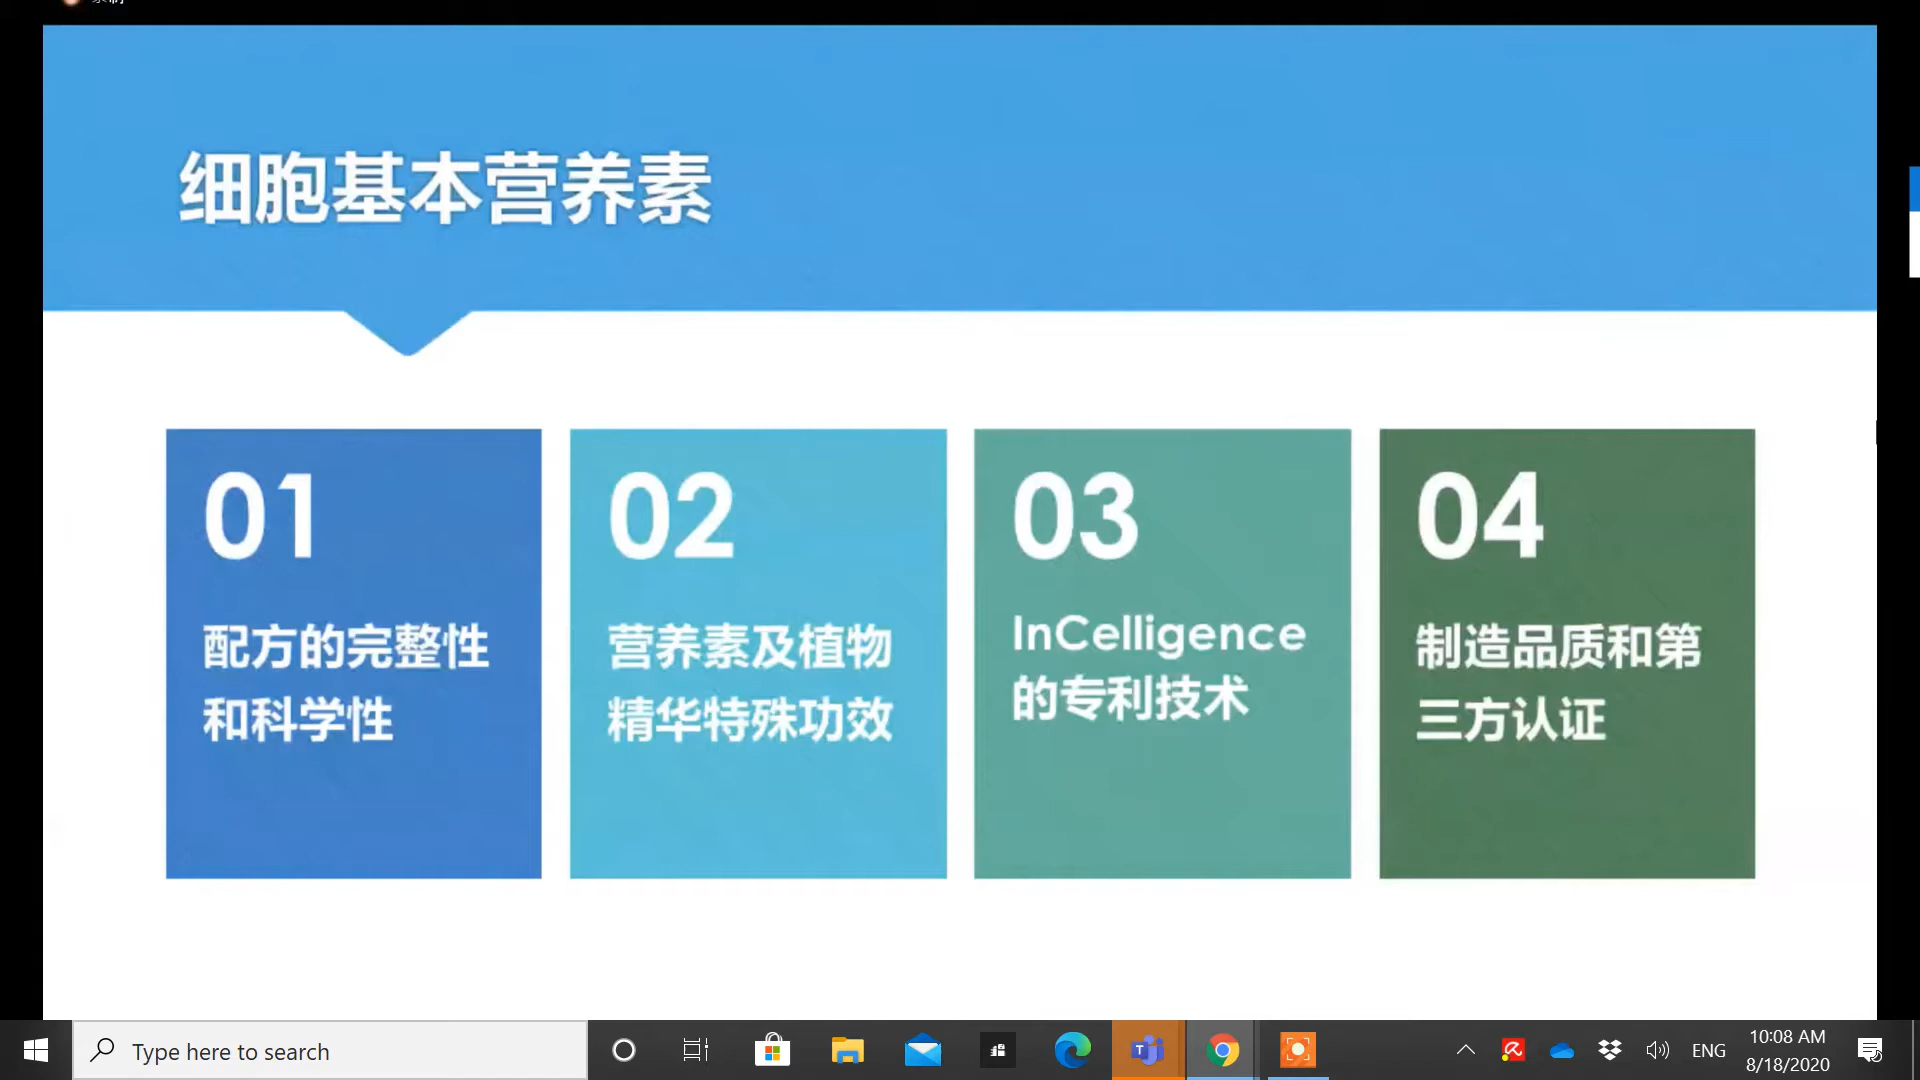 细胞基本营养素
01
配方的完整性
和科学性
02
营养素及植物
精华特殊功效
03
InCelligence
的专利技术
04
制造品质和第
三方认证
Type here to search
ENG
10:08 AM
8/18/2020